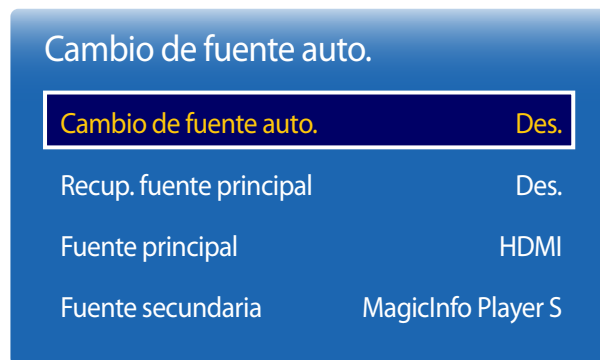 Cambio de fuente auto.
Cambio de fuente auto. Des.
Recup. fuente principal Des.
Fuente principal HDMI
Fuente secundaria MagicInfo Player S